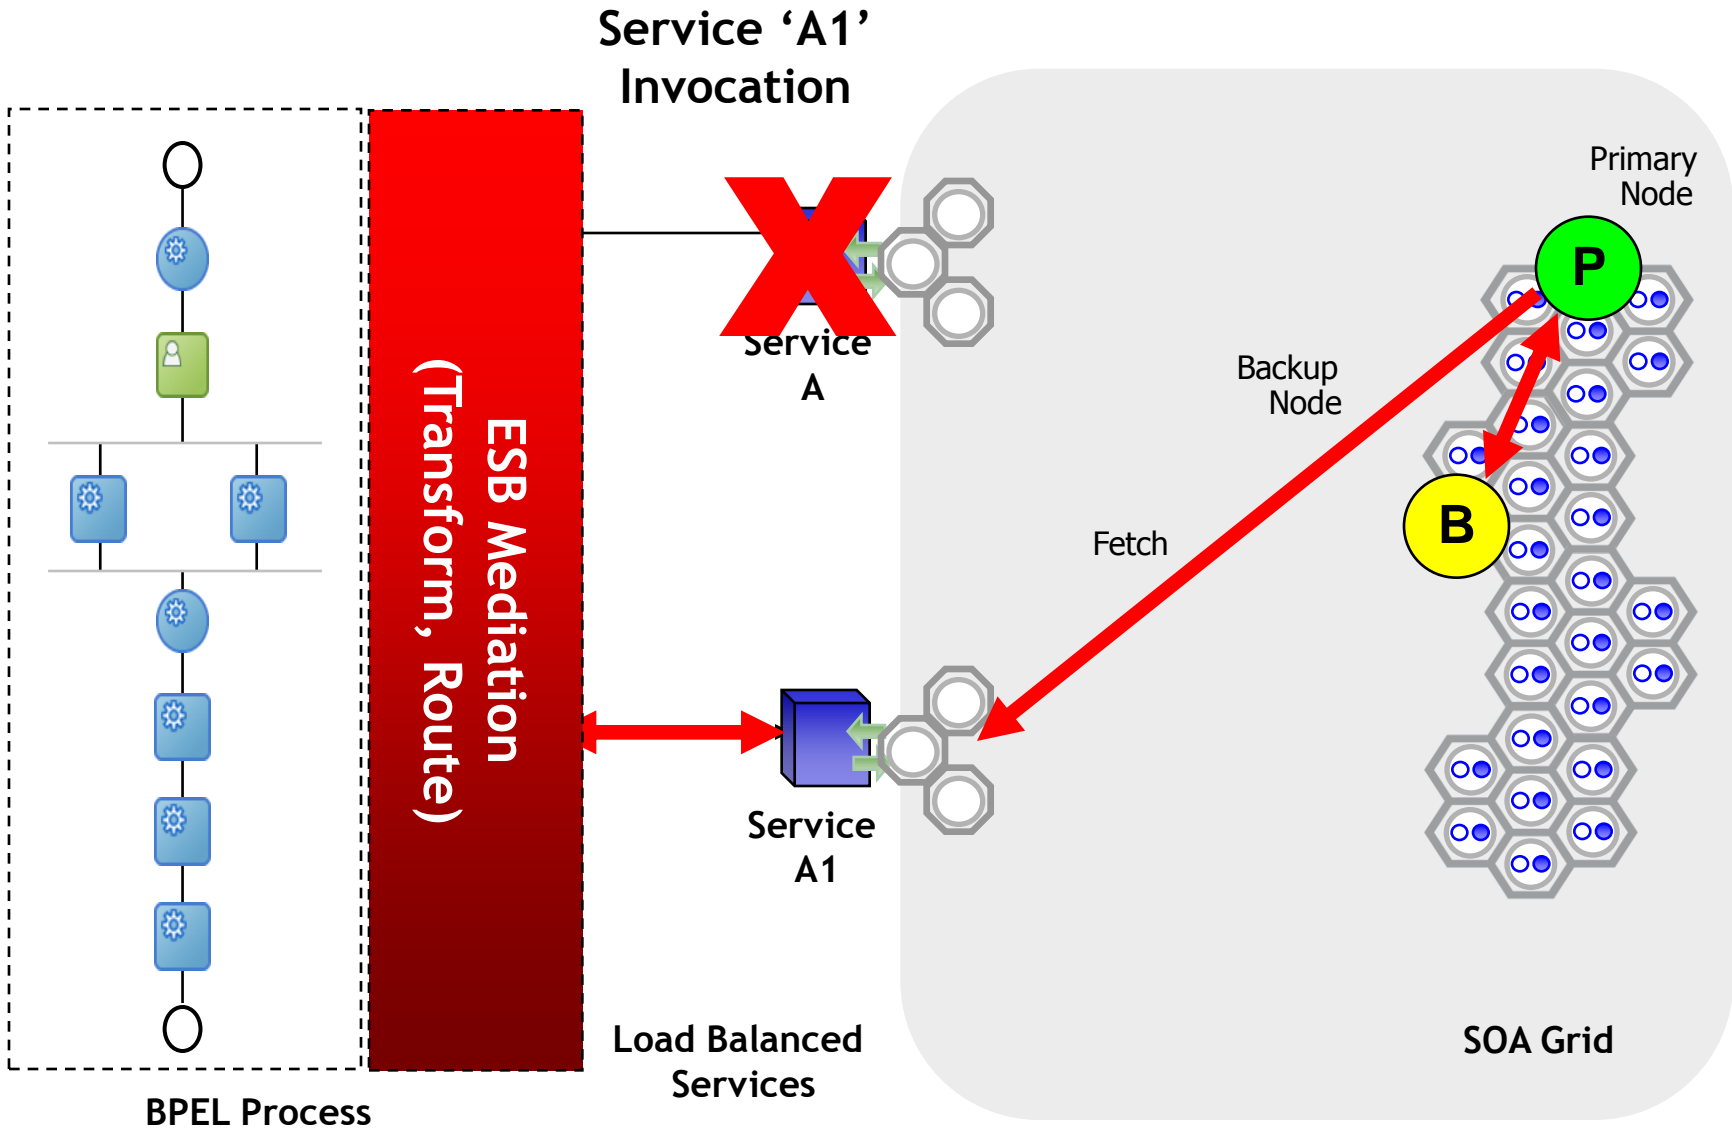 Service ‘A1’
Invocation
Primary
Node
P
ESB Mediation
(Transform, Route)
Service
A
Backup
Node
B
Fetch
Service
A1
Load Balanced
Services
SOA Grid
BPEL Process